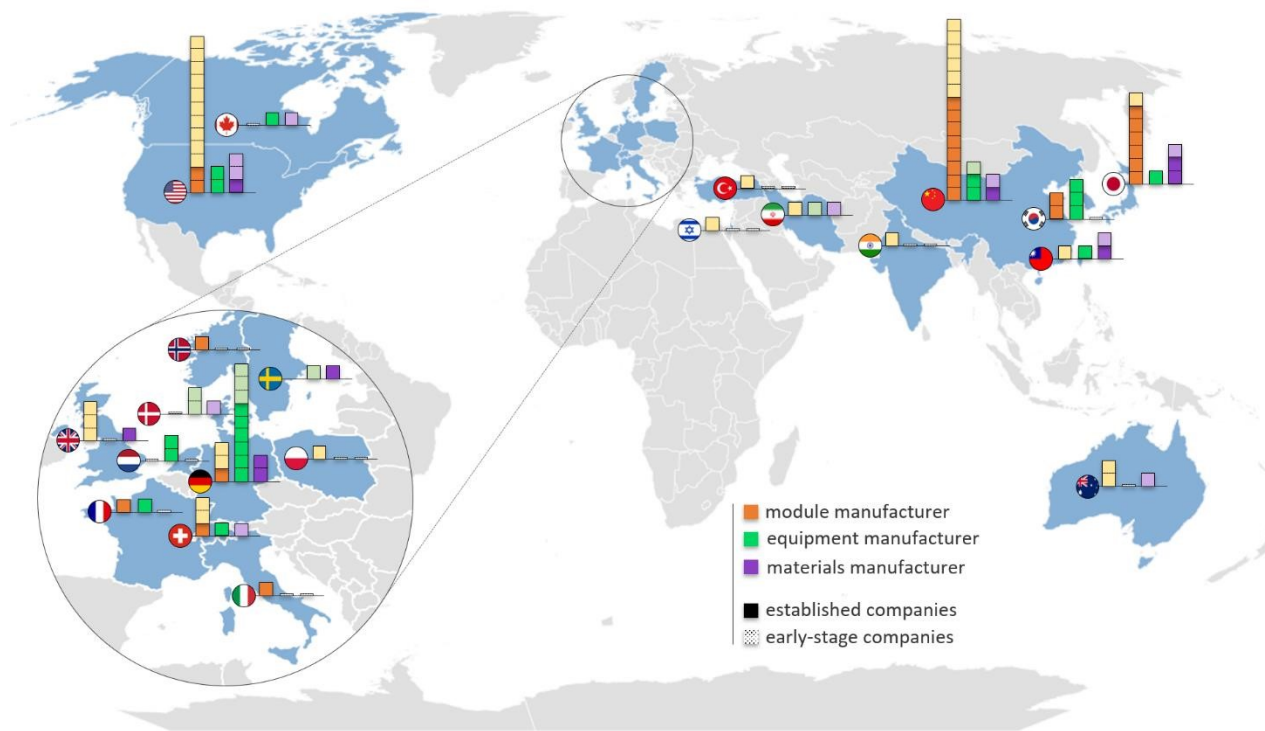 module manufacturer
equipment manufacturer
materials manufacturer
established companies
early-stage companies